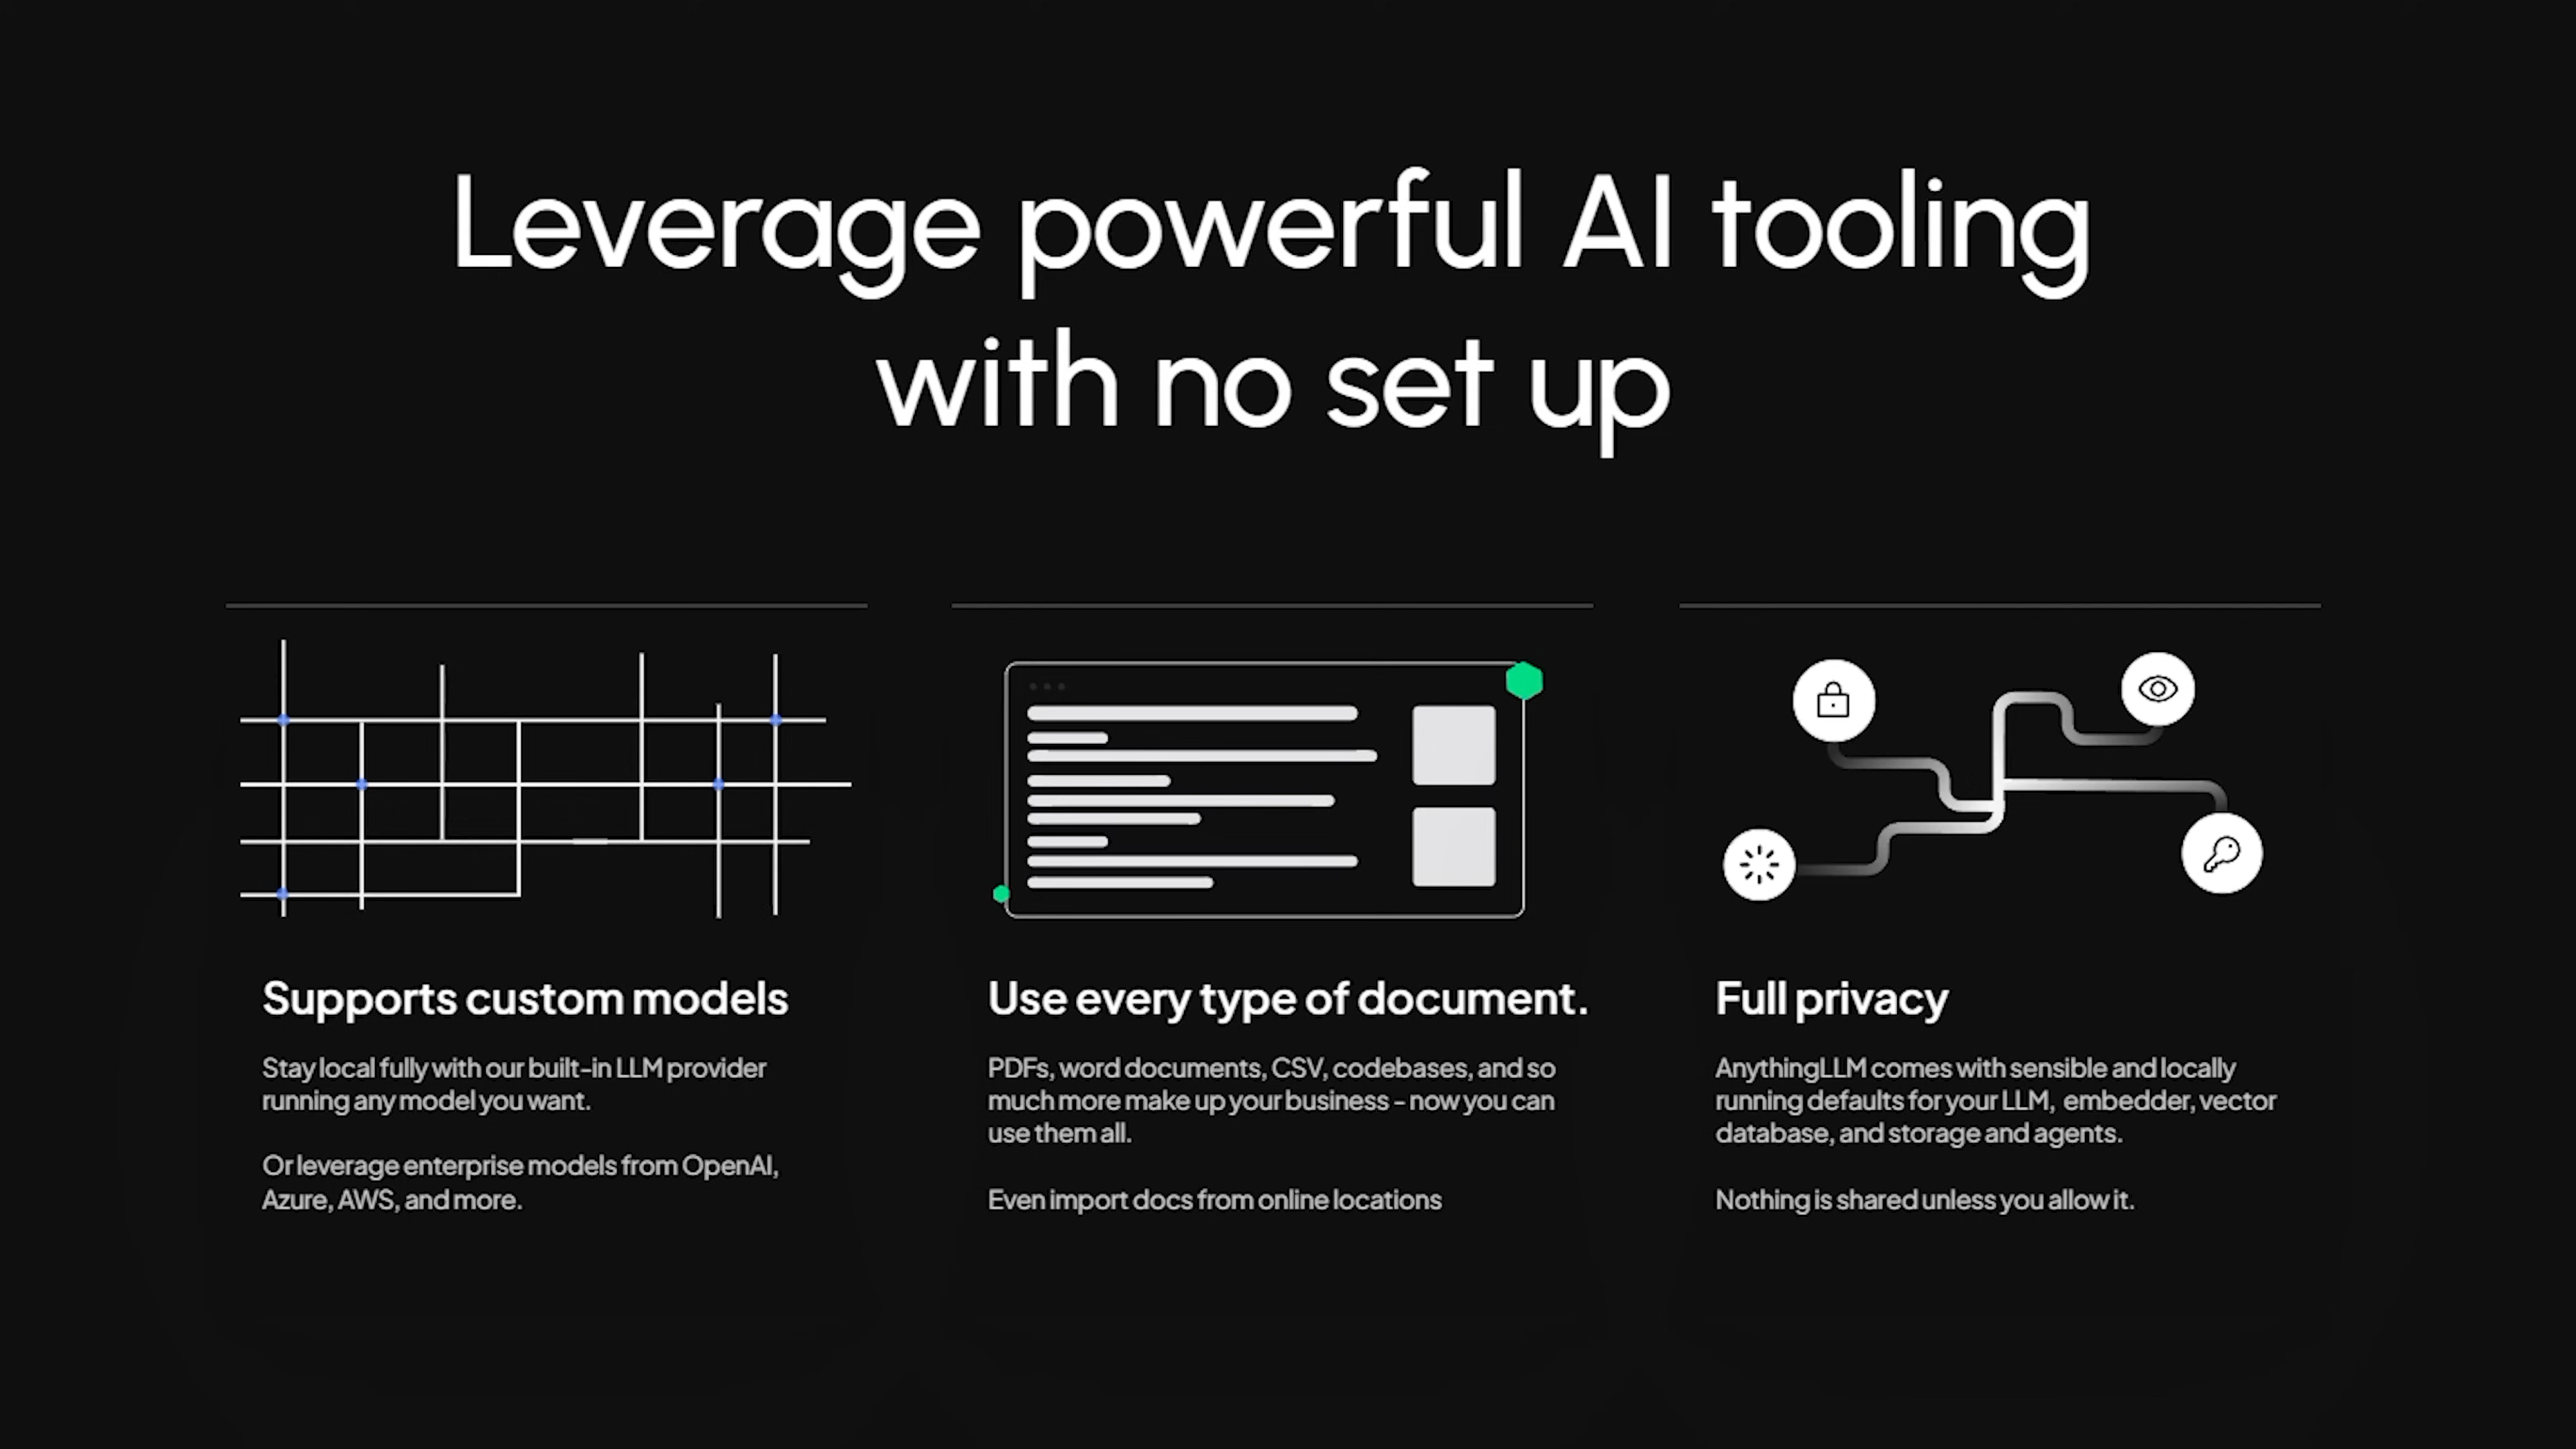 Leverage powerful AI tooling
with no set up
Supports custom models
Stay local fully with our built-in LLM provider
running any model you want.
Or leverage enterprise models from OpenAI,
Azure, AWS, and more.
Use every type of document.
PDFs, word documents, CSV, codebases, and so
much more make up your business - now you can
use them all.
Even import docs from online locations
Full privacy
AnythingLLM comes with sensible and locally
running defaults for your LLM, embedder, vector
database, and storage and agents.
Nothing is shared unless you allow it.